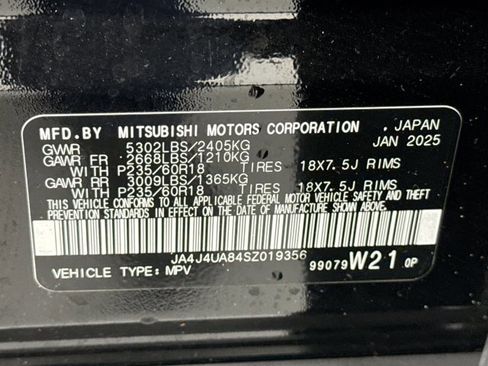 MFD.BY MITSUBISHI MOTORS CORPORATION . JAPAN
GVWR 5302LBS/2405KG JAN 2025
GAWR FR 2668LBS/1210KG
WITH P235/60R18 TIRES 18X7.5J RIMS
GAWR RR 3009LBS/1365KG
WITH P235/60R18 TIRES 18X7.5J RIMS
THIS VEHICLE CONFORMS TO ALL APPLICABLE FEDERAL MOTOR VEHICLE SAFETY, BUMPER AND THEFT
PREVENTION STANDARDS IN EFFECT ON THE DATE OF MANUFACTURE SHOWN ABOVE.
JA4J4UA84SZ019356
VEHICLE TYPE: MPV 99079 W21 0P